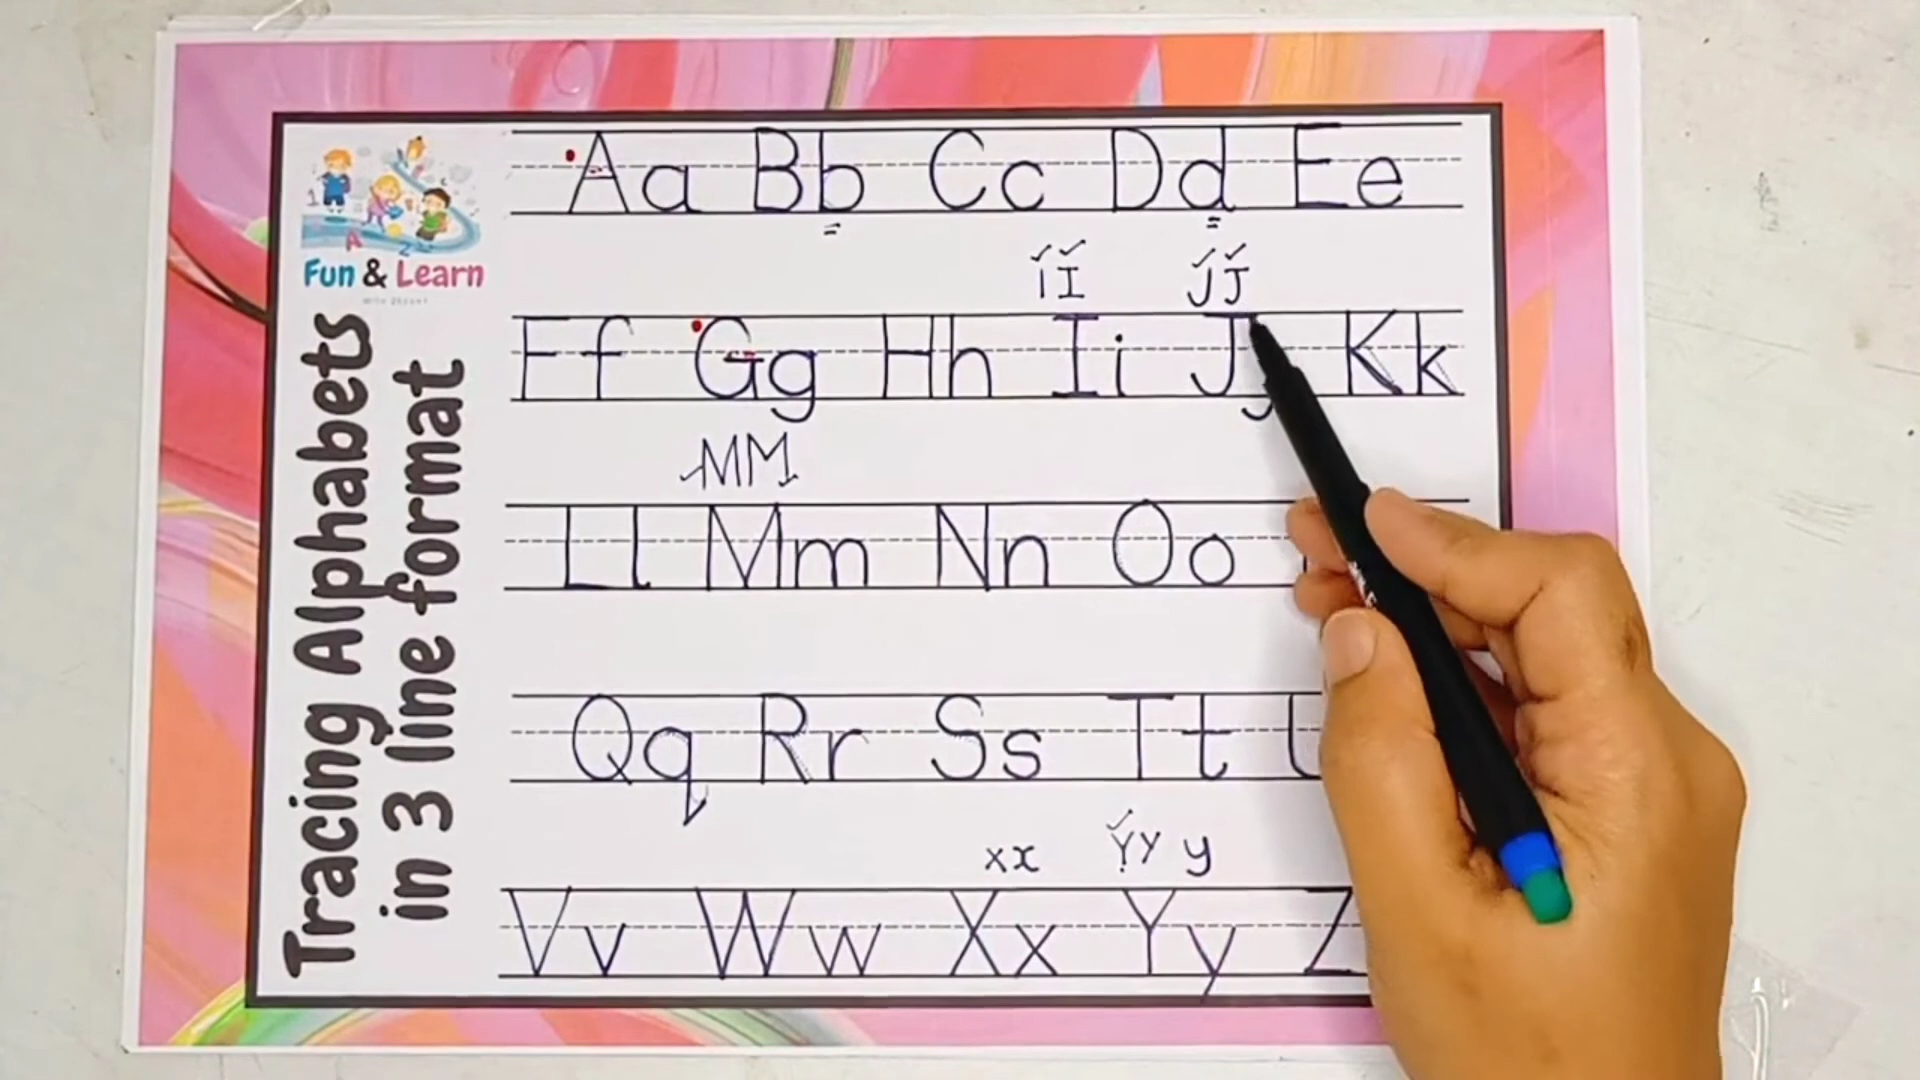 Fun & Learn
Tracing Alphabets
in 3 line format
Aa Bb Cc Dd Ee
I I J J
Ff Gg Hh Ii Jj Kk
M M
Ll Mm Nn Oo
Qq Rr Ss Tt U
x x Y Y y
Vv Ww Xx Yy Z